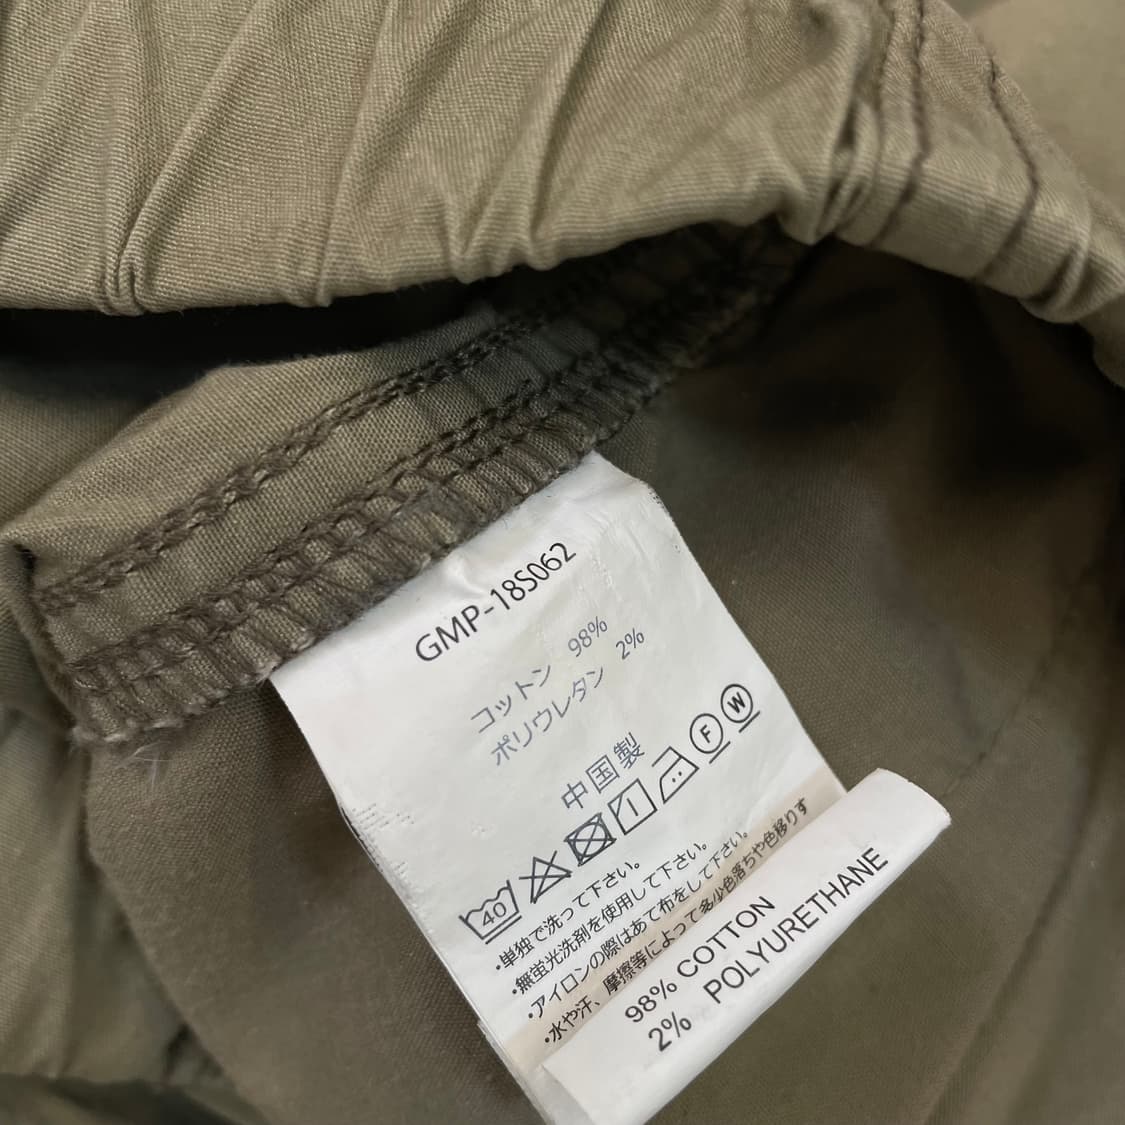 GMP-18S062
コットン 98%
ポリウレタン 2%
中国製
40 F W
・単独で洗って下さい。
・無蛍光洗剤を使用して下さい。
・アイロンの際はあて布をして下さい。
・水や汗、摩擦等によって多少色落ちや色移りす
98% COTTON
2% POLYURETHANE